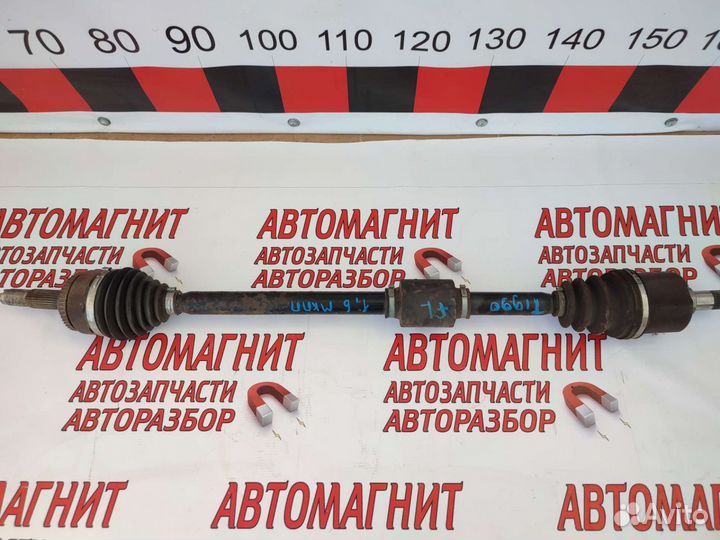 70 80 90 100 110 120 130 140 150
АВТОМАГНИТ АВТОМАГНИТ АВТОМАГНИТ
АВТОЗАПЧАСТИ АВТОЗАПЧАСТИ АВТОЗАПЧАСТИ
АВТОРАЗБОР АВТОРАЗБОР АВТОРАЗБОР
1,6 МКПП FL Tiggo
АВТОМАГНИТ АВТОМАГНИТ
АВТОЗАПЧАСТИ АВТОЗАПЧАСТИ
АВТОРАЗБОР АВТОРАЗБОР
МАГНИТ АВТОМАГНИТ АВТОМАГНИТ
Avito